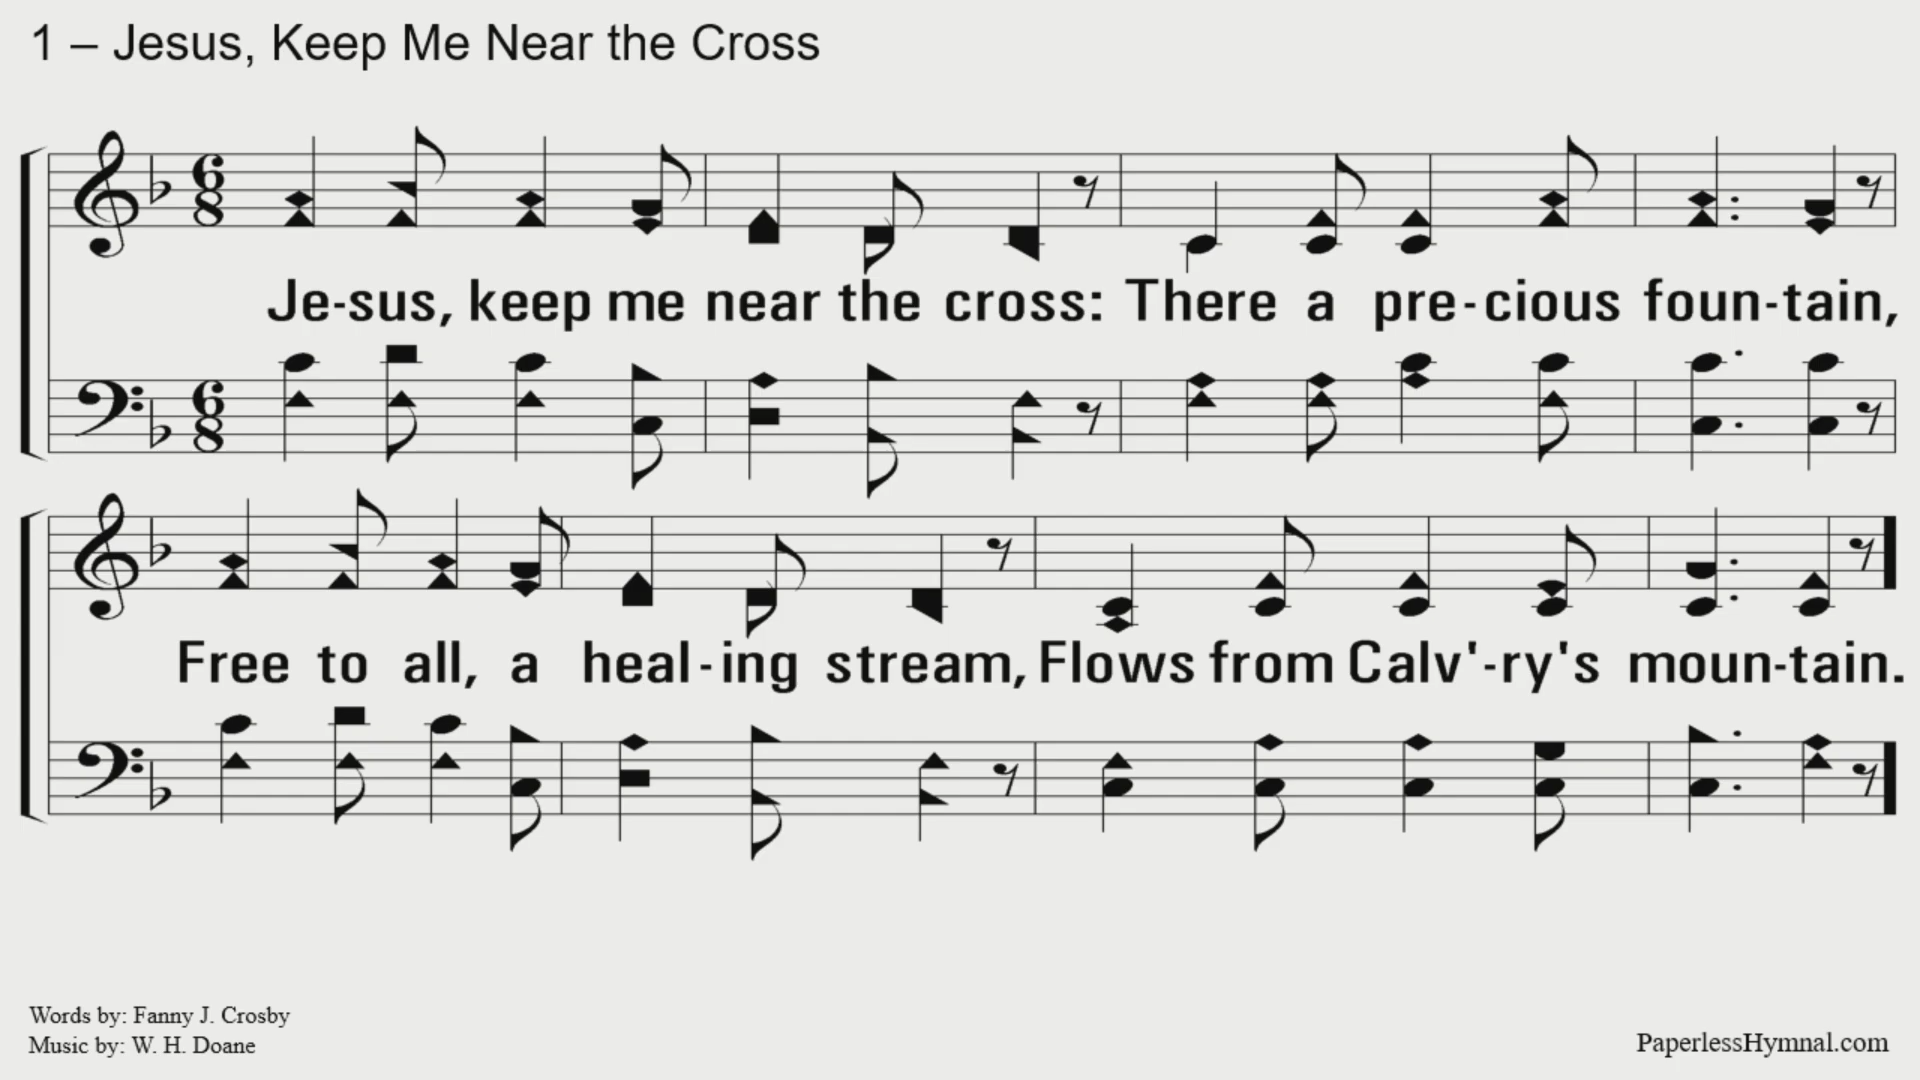 1 – Jesus, Keep Me Near the Cross
6
8
Je-sus, keep me near the cross: There a pre-cious foun-tain,
6
8
Free to all, a heal-ing stream, Flows from Calv'-ry's moun-tain.
Words by: Fanny J. Crosby
Music by: W. H. Doane
PaperlessHymnal.com